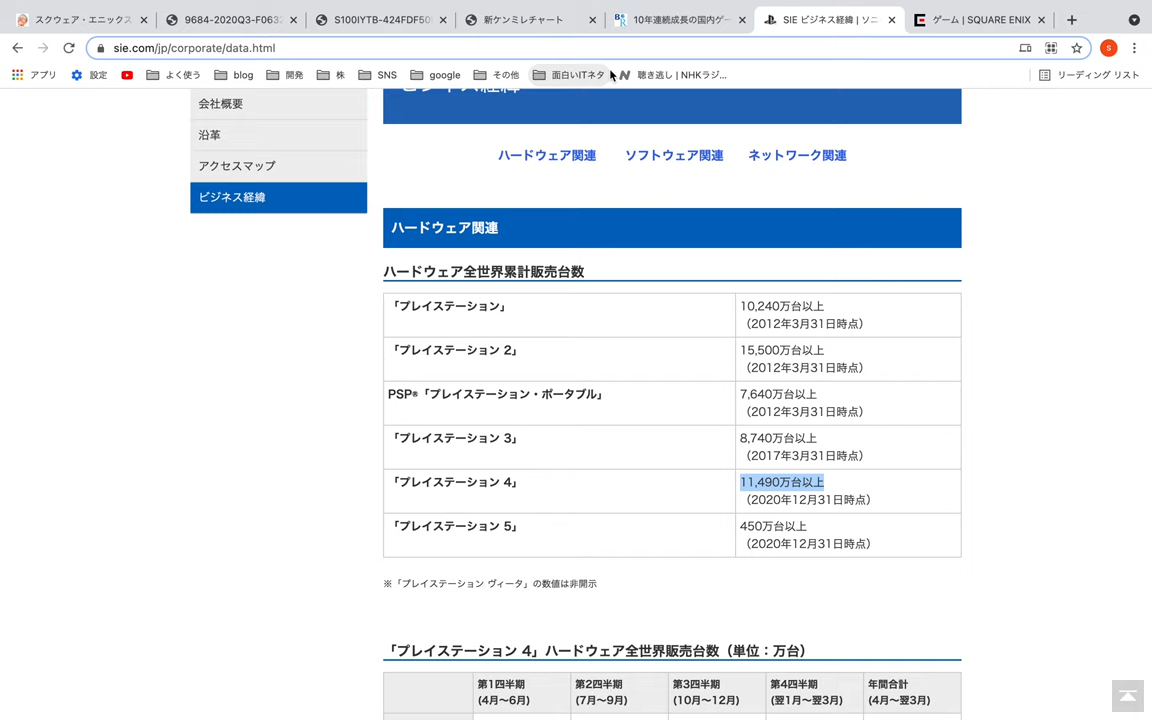 スクウェア・エニックス
9684-2020Q3-F063
S100IYTB-424FDF50
新ケンミレチャート
10年連続成長の国内ゲー
SIE ビジネス経緯 | ソニ
ゲーム | SQUARE ENIX
sie.com/jp/corporate/data.html
S
アプリ
設定
よく使う
blog
開発
株
SNS
google
その他
面白いITネタ
聴き逃し | NHKラジ...
リーディング リスト
ビジネス経緯
会社概要
沿革
アクセスマップ
ビジネス経緯
ハードウェア関連 ソフトウェア関連 ネットワーク関連
ハードウェア関連
ハードウェア全世界累計販売台数
「プレイステーション」
10,240万台以上
（2012年3月31日時点）
「プレイステーション 2」
15,500万台以上
（2012年3月31日時点）
PSP®「プレイステーション・ポータブル」
7,640万台以上
（2012年3月31日時点）
「プレイステーション 3」
8,740万台以上
（2017年3月31日時点）
「プレイステーション 4」
11,490万台以上
（2020年12月31日時点）
「プレイステーション 5」
450万台以上
（2020年12月31日時点）
※「プレイステーション ヴィータ」の数値は非開示
「プレイステーション 4」ハードウェア全世界販売台数（単位：万台）
第1四半期
(4月〜6月)
第2四半期
(7月〜9月)
第3四半期
(10月〜12月)
第4四半期
(翌1月〜翌3月)
年間合計
(4月〜翌3月)